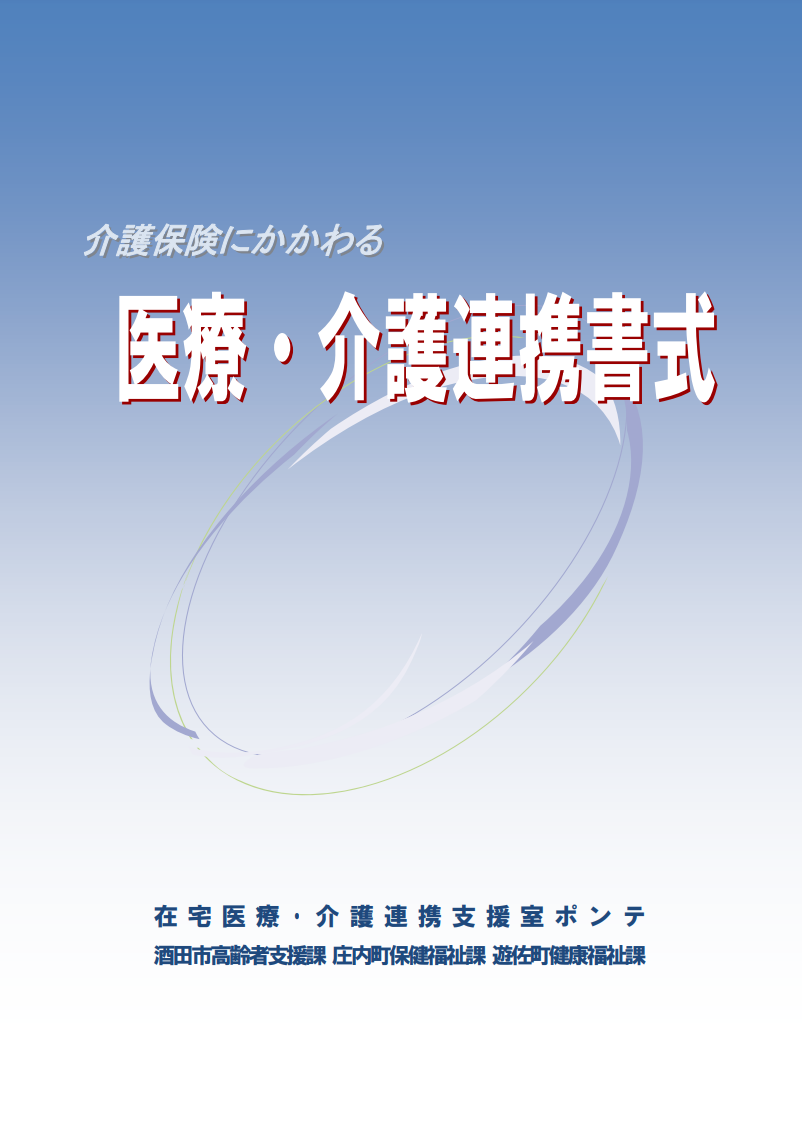 介護保険にかかわる
医療・介護連携書式
在宅医療・介護連携支援室ポンテ
酒田市高齢者支援課 庄内町保健福祉課 遊佐町健康福祉課